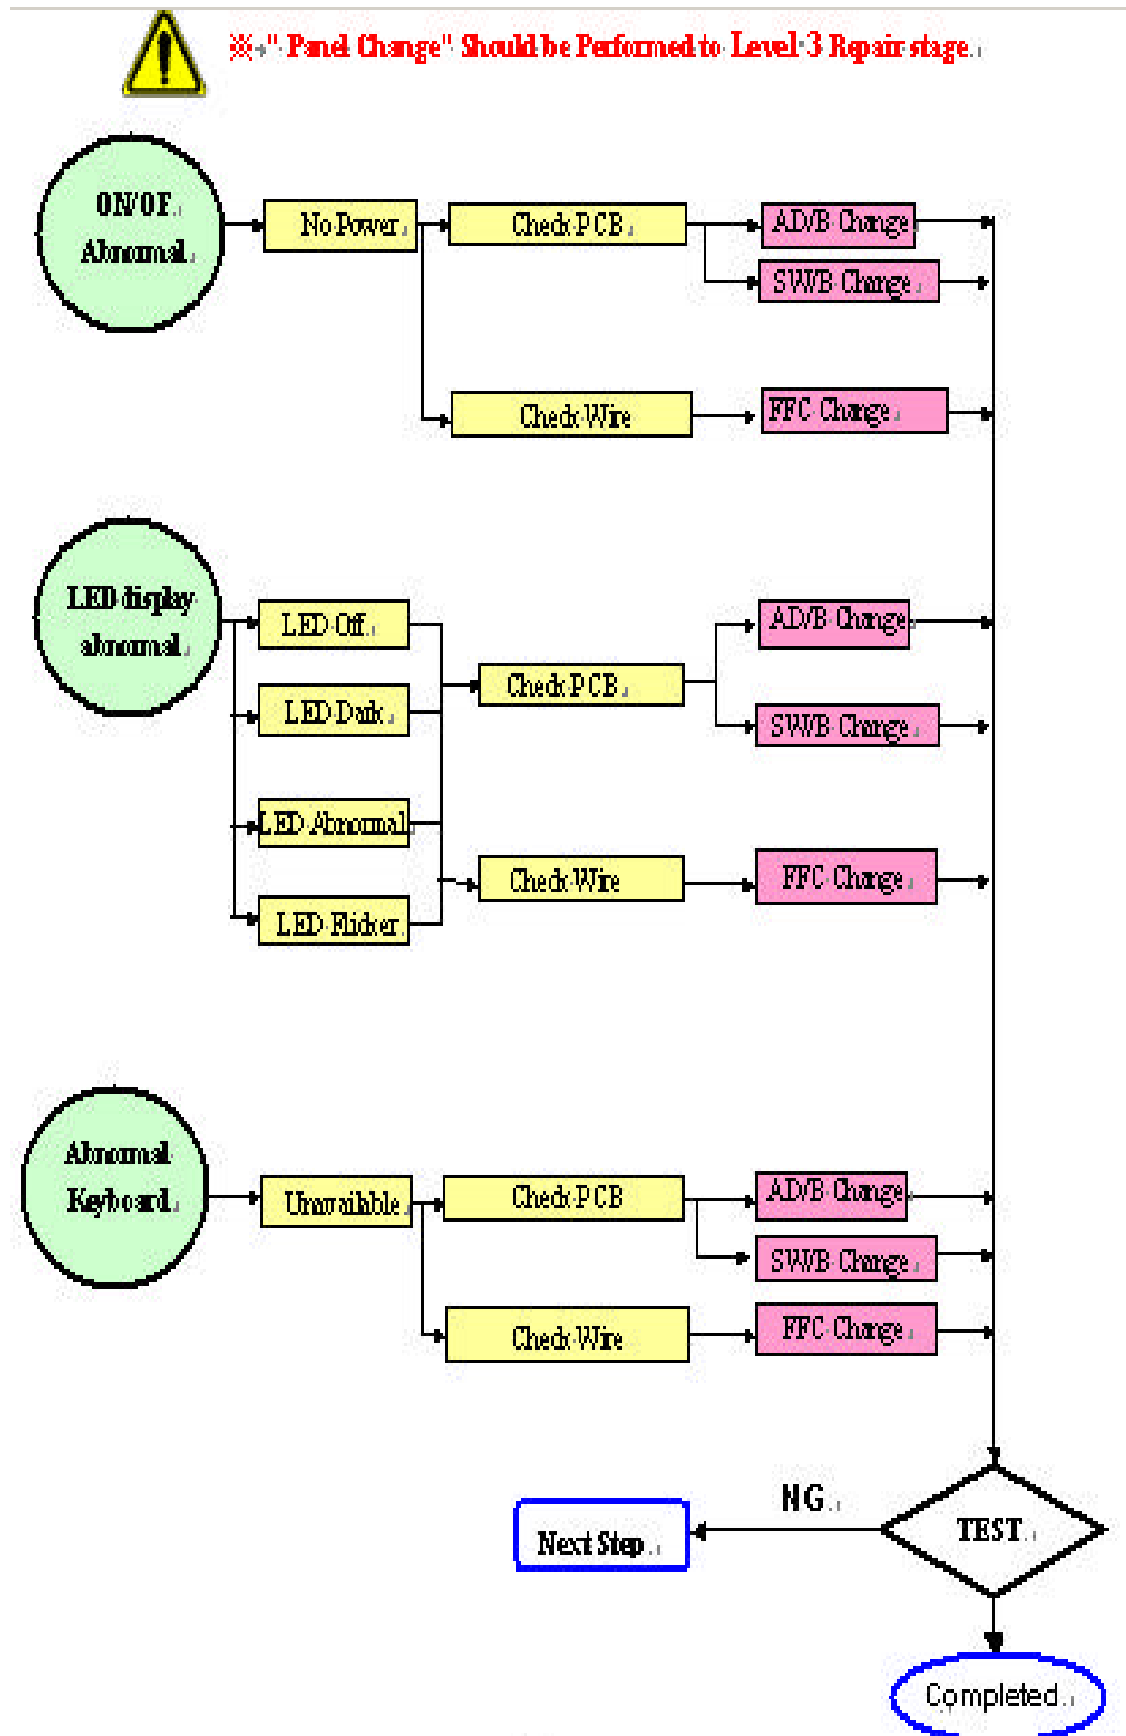 ※ "Panel Change" Should be Performed to Level 3 Repair stage.
ON/OF
Abnormal
No Power
Check PCB
AD/B Change
SW/B Change
Check Wire
FFC Change
LED display
abnormal
LED Off
LED Dark
LED Abnormal
LED Flicker
Check PCB
Check Wire
AD/B Change
SW/B Change
FFC Change
Abnormal
Keyboard
Unavailable
Check PCB
Check Wire
AD/B Change
SW/B Change
FFC Change
NG
TEST
Next Step
Completed